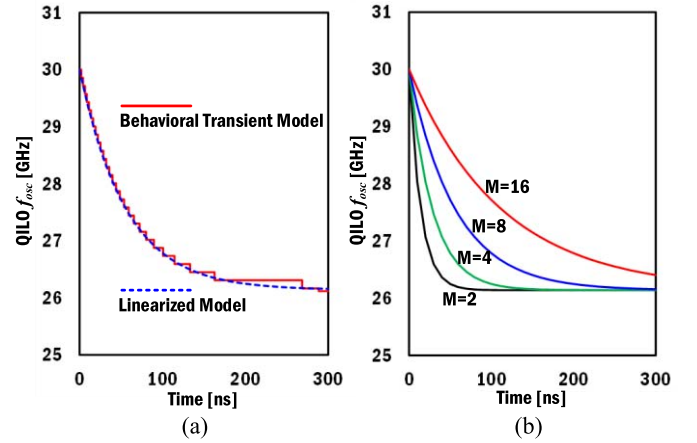 31
30
29
28
27
26
25
QILO fosc [GHz]
Behavioral Transient Model
Linearized Model
0
100
200
300
Time [ns]
(a)
31
30
29
28
27
26
25
QILO fosc [GHz]
M=16
M=8
M=4
M=2
0
100
200
300
Time [ns]
(b)